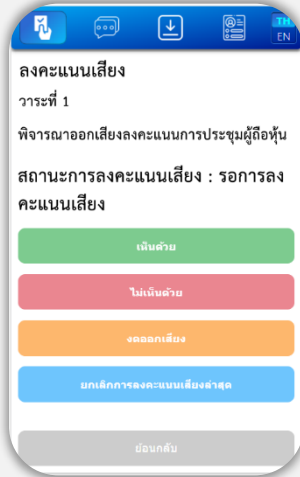 TH
EN
ลงคะแนนเสียง
วาระที่ 1
พิจารณาออกเสียงลงคะแนนการประชุมผู้ถือหุ้น
สถานะการลงคะแนนเสียง : รอการลง
คะแนนเสียง
เห็นด้วย
ไม่เห็นด้วย
งดออกเสียง
ยกเลิกการลงคะแนนเสียงล่าสุด
ย้อนกลับ